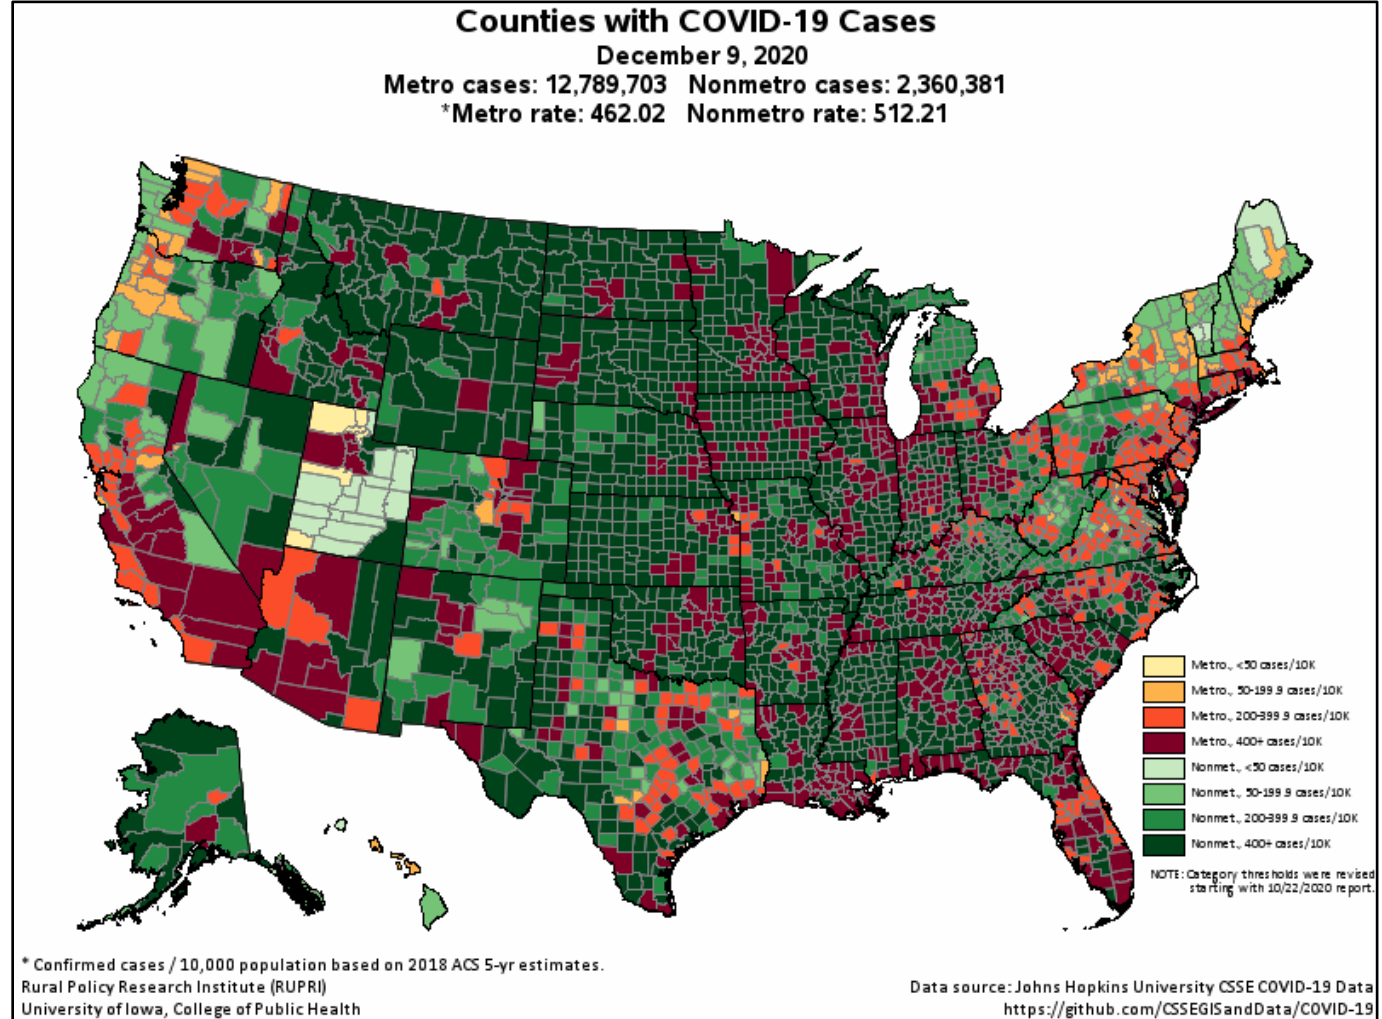 Counties with COVID-19 Cases
December 9, 2020
Metro cases: 12,789,703 Nonmetro cases: 2,360,381
*Metro rate: 462.02 Nonmetro rate: 512.21
Metro., <50 cases/10K
Metro., 50-199.9 cases/10K
Metro., 200-399.9 cases/10K
Metro., 400+ cases/10K
Nonmet., <50 cases/10K
Nonmet., 50-199.9 cases/10K
Nonmet., 200-399.9 cases/10K
Nonmet., 400+ cases/10K
NOTE: Category thresholds were revised
starting with 10/22/2020 report.
* Confirmed cases / 10,000 population based on 2018 ACS 5-yr estimates.
Rural Policy Research Institute (RUPRI)
University of Iowa, College of Public Health
Data source: Johns Hopkins University CSSE COVID-19 Data
https://github.com/CSSEGISandData/COVID-19